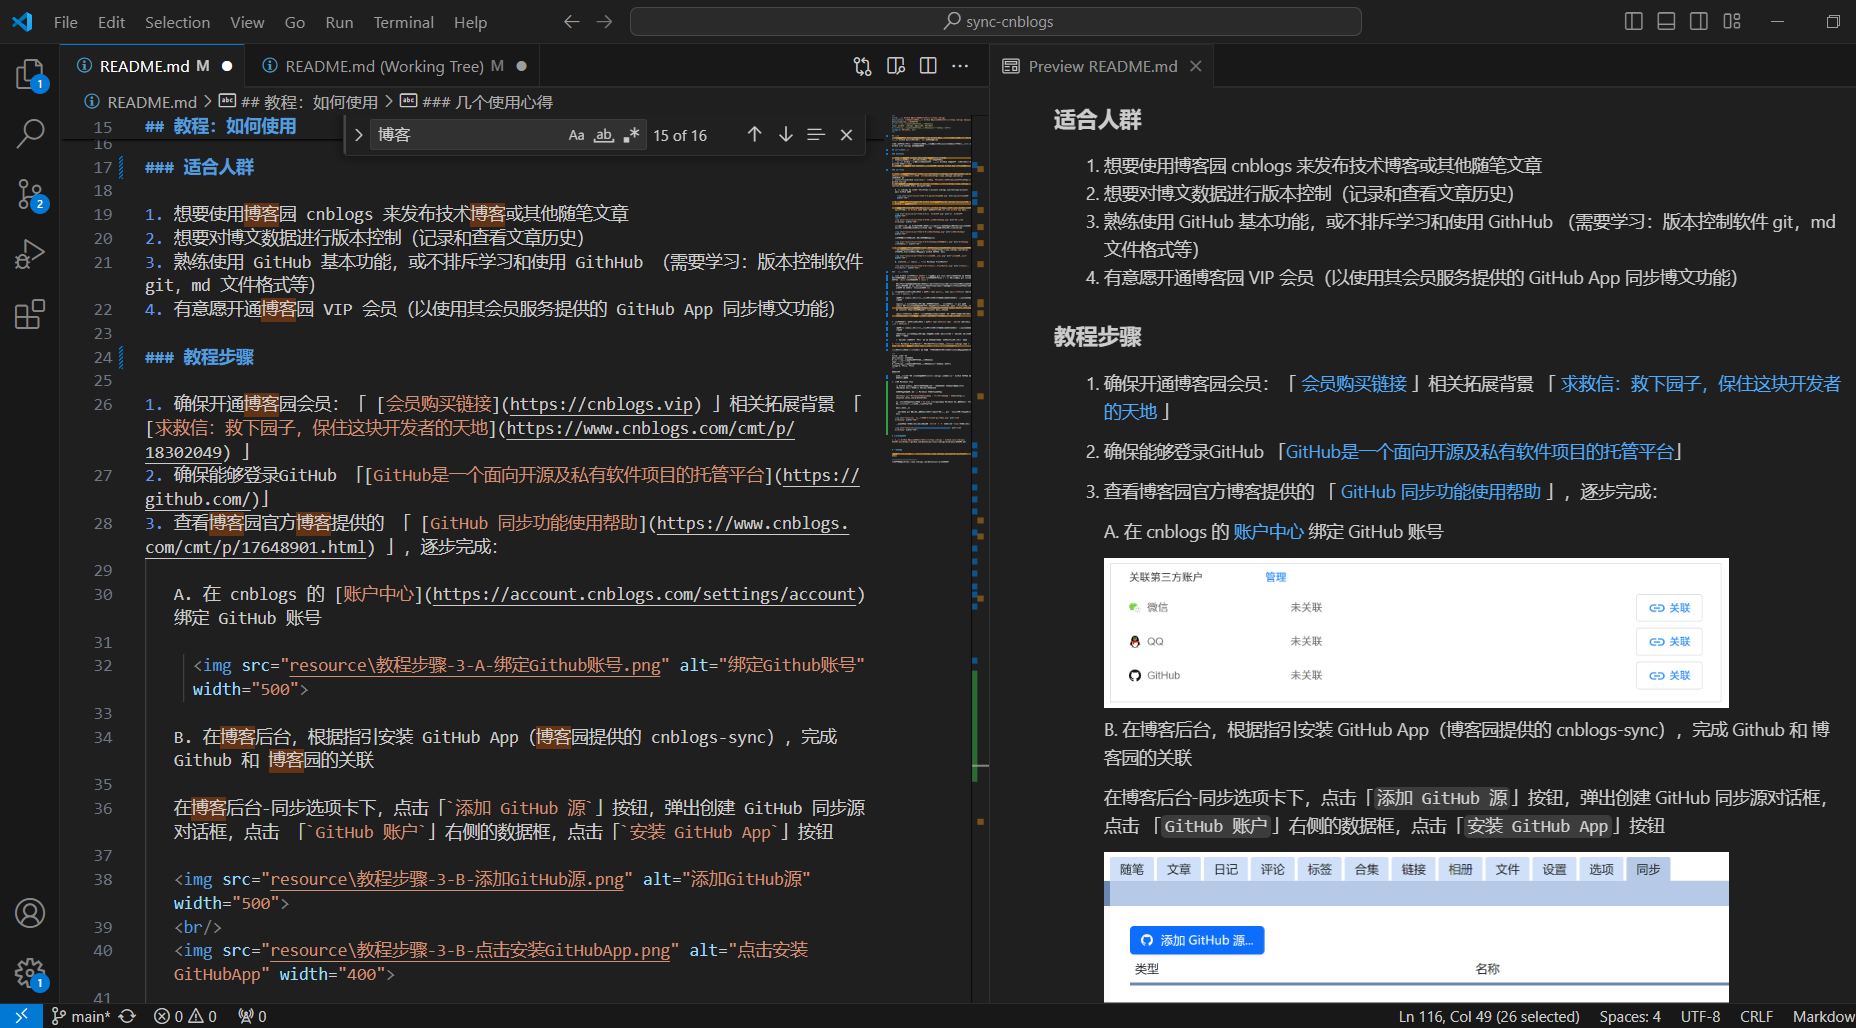 File Edit Selection View Go Run Terminal Help
sync-cnblogs
README.md M
README.md (Working Tree) M
Preview README.md
README.md > ## 教程：如何使用 > ### 几个使用心得
博客
Aa ab 15 of 16
15 ## 教程：如何使用
16
17 ### 适合人群
18
19 1. 想要使用博客园 cnblogs 来发布技术博客或其他随笔文章
20 2. 想要对博文数据进行版本控制（记录和查看文章历史）
21 3. 熟练使用 GitHub 基本功能，或不排斥学习和使用 GithHub （需要学习：版本控制软件
git，md 文件格式等）
22 4. 有意愿开通博客园 VIP 会员（以使用其会员服务提供的 GitHub App 同步博文功能）
23
24 ### 教程步骤
25
26 1. 确保开通博客园会员：「 [会员购买链接](https://cnblogs.vip) 」相关拓展背景 「
[求救信：救下园子，保住这块开发者的天地](https://www.cnblogs.com/cmt/p/
18302049) 」
27 2. 确保能够登录GitHub 「[GitHub是一个面向开源及私有软件项目的托管平台](https://
github.com/)」
28 3. 查看博客园官方博客提供的 「 [GitHub 同步功能使用帮助](https://www.cnblogs.
com/cmt/p/17648901.html) 」，逐步完成：
29
30 A. 在 cnblogs 的 [账户中心](https://account.cnblogs.com/settings/account)
绑定 GitHub 账号
31
32 <img src="resource\教程步骤-3-A-绑定Github账号.png" alt="绑定Github账号"
width="500">
33
34 B. 在博客后台，根据指引安装 GitHub App（博客园提供的 cnblogs-sync），完成
Github 和 博客园的关联
35
36 在博客后台-同步选项卡下，点击「`添加 GitHub 源`」按钮，弹出创建 GitHub 同步源
对话框，点击 「`GitHub 账户`」右侧的数据框，点击「`安装 GitHub App`」按钮
37
38 <img src="resource\教程步骤-3-B-添加GitHub源.png" alt="添加GitHub源"
width="500">
39 <br/>
40 <img src="resource\教程步骤-3-B-点击安装GitHubApp.png" alt="点击安装
GitHubApp" width="400">
41
适合人群
1. 想要使用博客园 cnblogs 来发布技术博客或其他随笔文章
2. 想要对博文数据进行版本控制（记录和查看文章历史）
3. 熟练使用 GitHub 基本功能，或不排斥学习和使用 GithHub （需要学习：版本控制软件 git，md
文件格式等）
4. 有意愿开通博客园 VIP 会员（以使用其会员服务提供的 GitHub App 同步博文功能）
教程步骤
1. 确保开通博客园会员：「 会员购买链接 」相关拓展背景 「 求救信：救下园子，保住这块开发者
的天地 」
2. 确保能够登录GitHub 「GitHub是一个面向开源及私有软件项目的托管平台」
3. 查看博客园官方博客提供的 「 GitHub 同步功能使用帮助 」，逐步完成：
A. 在 cnblogs 的 账户中心 绑定 GitHub 账号
关联第三方账户 管理
微信 未关联 关联
QQ 未关联 关联
GitHub 未关联 关联
B. 在博客后台，根据指引安装 GitHub App（博客园提供的 cnblogs-sync），完成 Github 和 博
客园的关联
在博客后台-同步选项卡下，点击「添加 GitHub 源」按钮，弹出创建 GitHub 同步源对话框，
点击 「GitHub 账户」右侧的数据框，点击「安装 GitHub App」按钮
随笔 文章 日记 评论 标签 合集 链接 相册 文件 设置 选项 同步
添加 GitHub 源...
类型 名称
1
2
1
main* 0 0 0
Ln 116, Col 49 (26 selected) Spaces: 4 UTF-8 CRLF Markdow